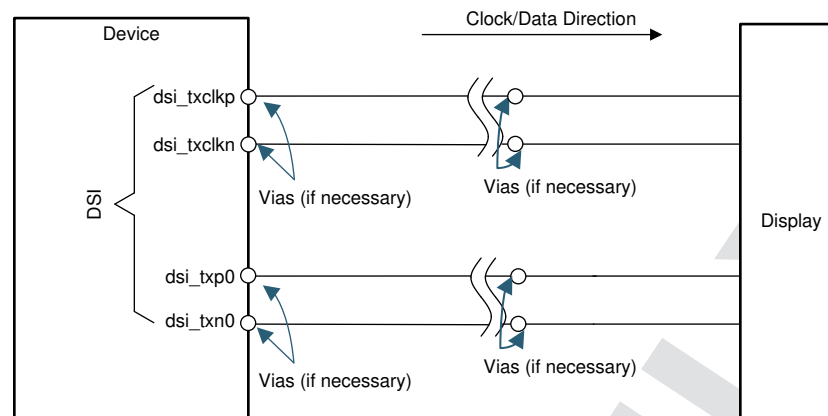 Device
Clock/Data Direction
dsi_txclkp
dsi_txclkn
Vias (if necessary)
Vias (if necessary)
DSI
Display
dsi_txp0
dsi_txn0
Vias (if necessary)
Vias (if necessary)